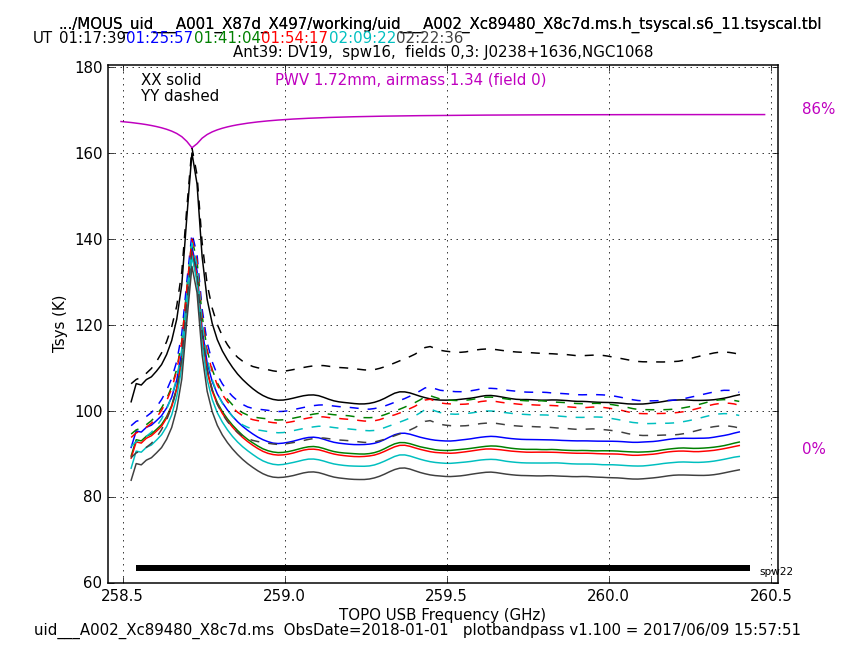 .../MOUS_uid___A001_X87d_X497/working/uid___A002_Xc89480_X8c7d.ms.h_tsyscal.s6_11.tsyscal.tbl
UT 01:17:39 01:25:57 01:41:04 01:54:17 02:09:22 02:22:36
Ant39: DV19,  spw16,  fields 0,3: J0238+1636,NGC1068
XX solid
YY dashed
PWV 1.72mm, airmass 1.34 (field 0)
86%
0%
180
160
140
120
100
80
60
Tsys (K)
spw22
258.5 259.0 259.5 260.0 260.5
TOPO USB Frequency (GHz)
uid___A002_Xc89480_X8c7d.ms  ObsDate=2018-01-01   plotbandpass v1.100 = 2017/06/09 15:57:51